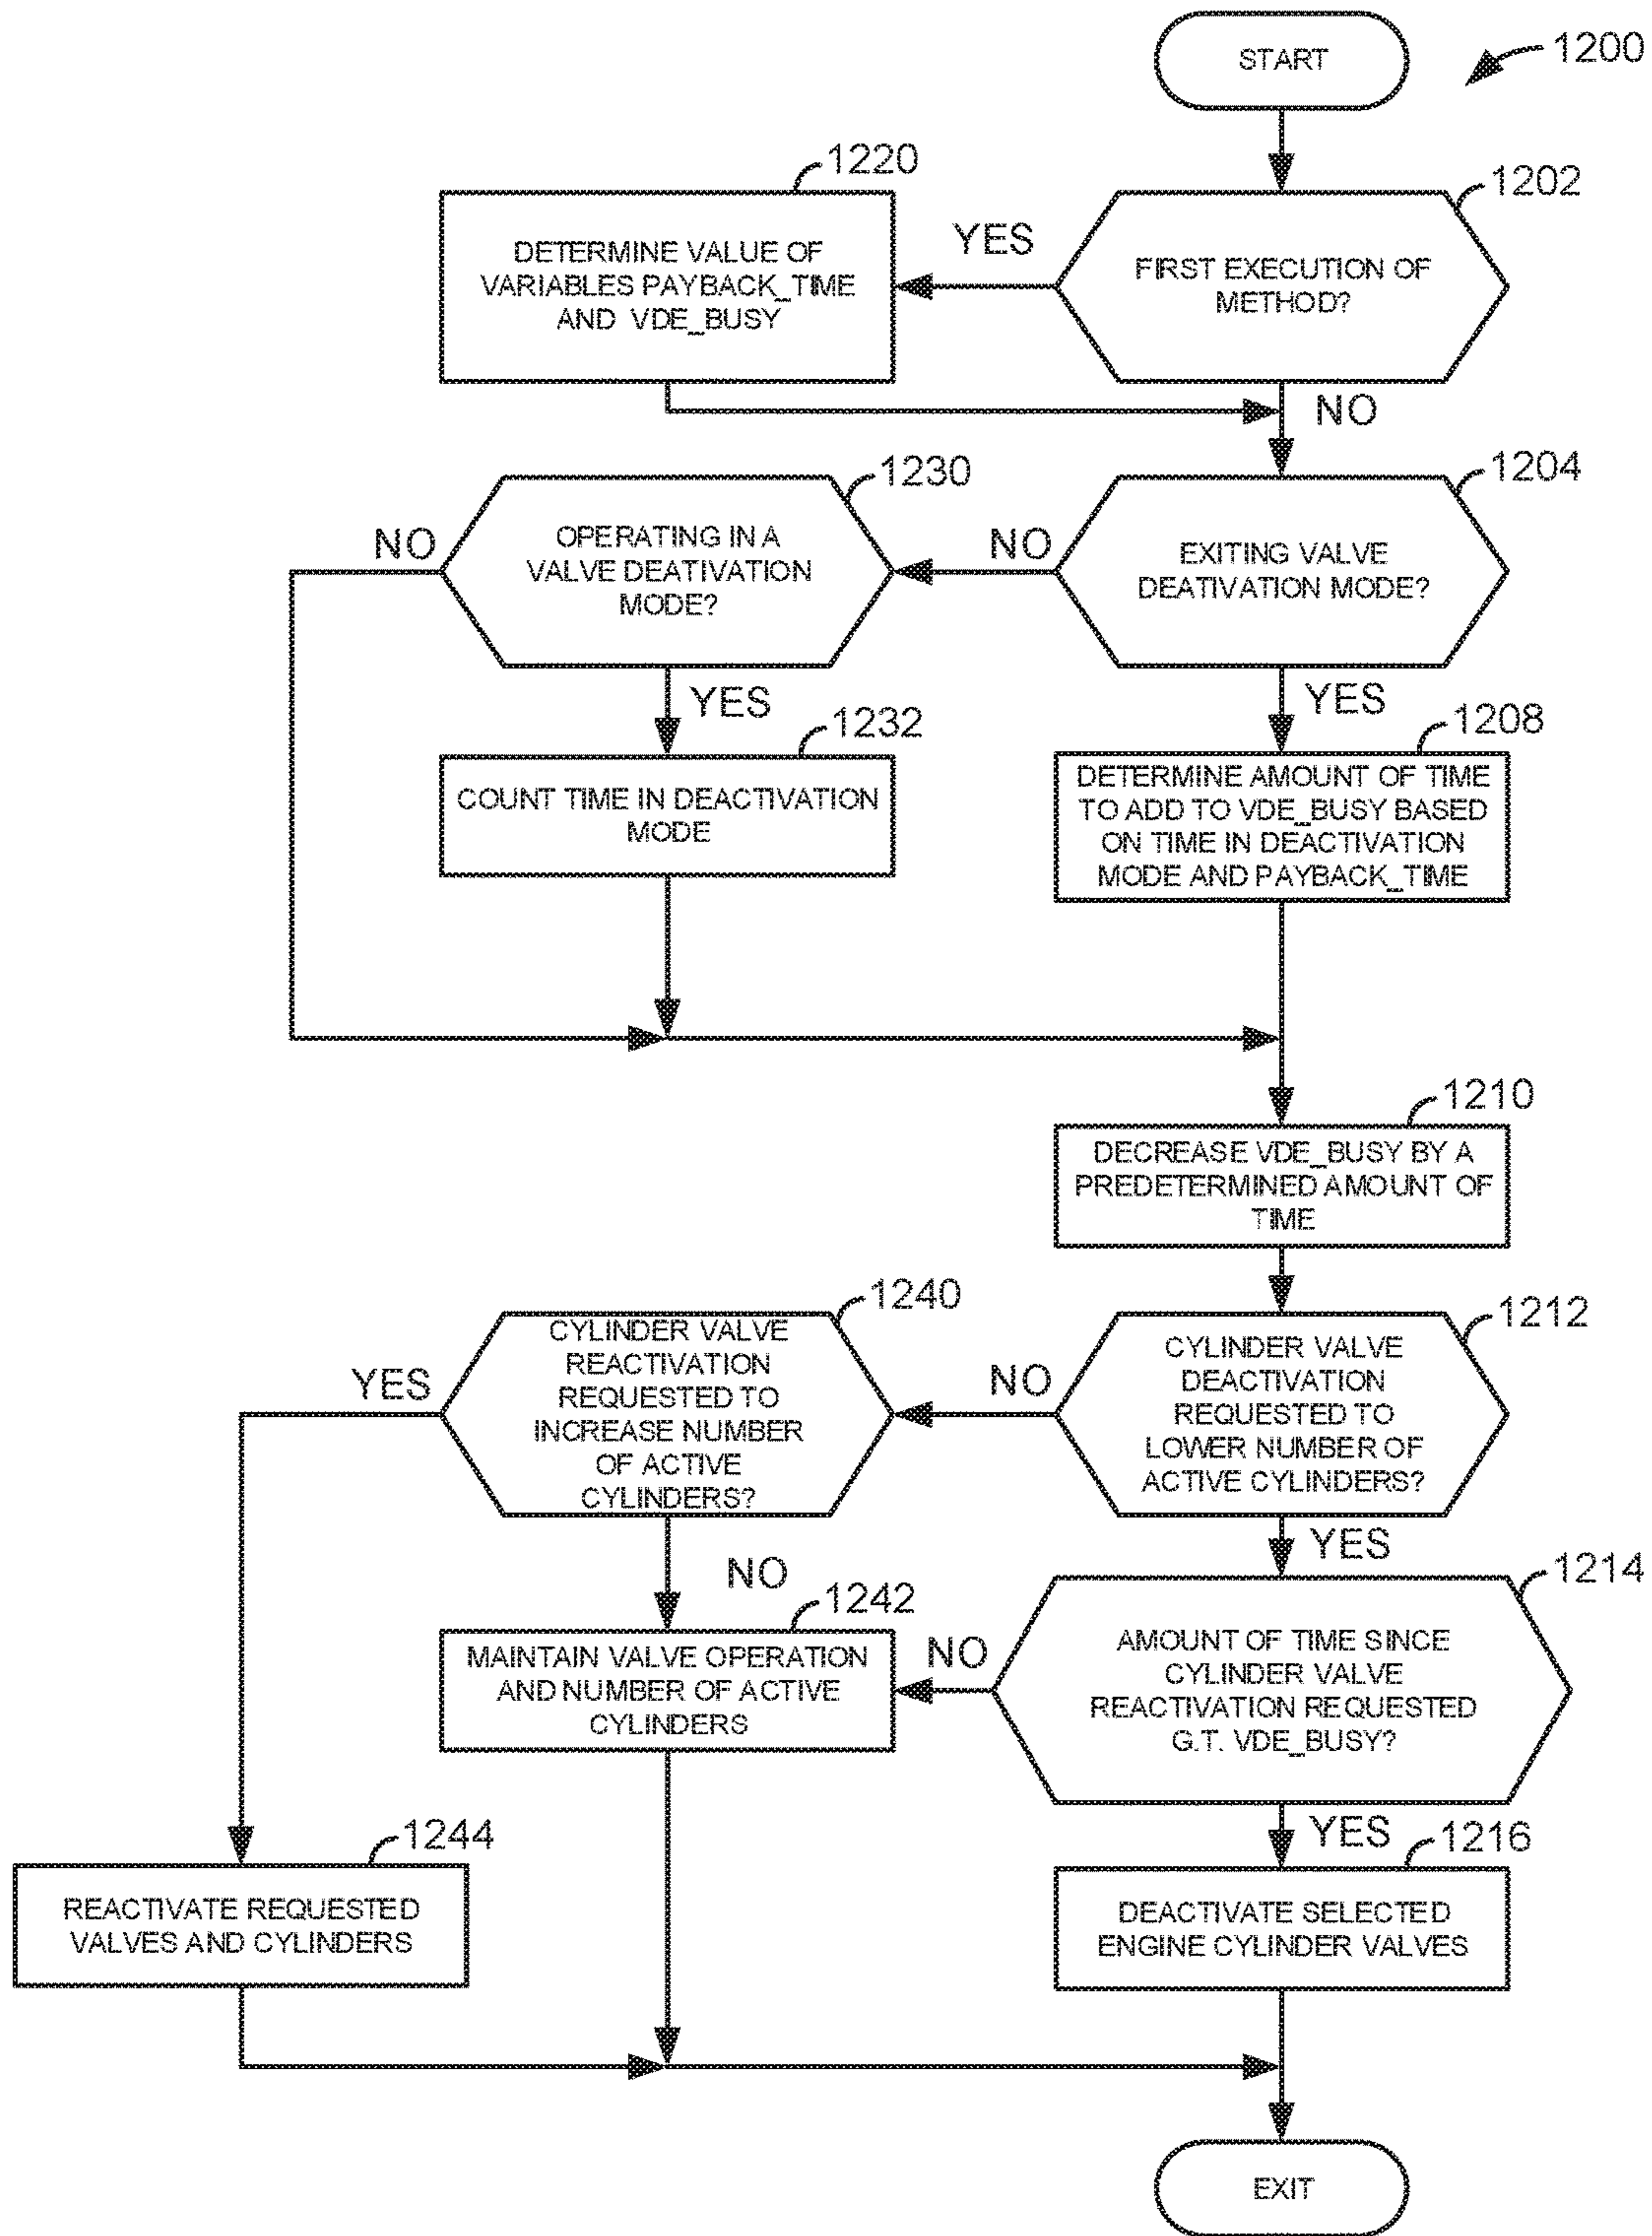 START
1200
1220
1202
DETERMINE VALUE OF
VARIABLES PAYBACK_TIME
AND VDE_BUSY
YES
FIRST EXECUTION OF
METHOD?
NO
1230
1204
NO
OPERATING IN A
VALVE DEATIVATION
MODE?
NO
EXITING VALVE
DEATIVATION MODE?
YES
YES
1232
1208
COUNT TIME IN DEACTIVATION
MODE
DETERMINE AMOUNT OF TIME
TO ADD TO VDE_BUSY BASED
ON TIME IN DEACTIVATION
MODE AND PAYBACK_TIME
1210
DECREASE VDE_BUSY BY A
PREDETERMINED AMOUNT OF
TIME
1240
1212
YES
CYLINDER VALVE
REACTIVATION
REQUESTED TO
INCREASE NUMBER
OF ACTIVE
CYLINDERS?
NO
CYLINDER VALVE
DEACTIVATION
REQUESTED TO
LOWER NUMBER OF
ACTIVE CYLINDERS?
YES
NO
1214
1242
MAINTAIN VALVE OPERATION
AND NUMBER OF ACTIVE
CYLINDERS
NO
AMOUNT OF TIME SINCE
CYLINDER VALVE
REACTIVATION REQUESTED
G.T. VDE_BUSY?
YES
1244
1216
REACTIVATE REQUESTED
VALVES AND CYLINDERS
DEACTIVATE SELECTED
ENGINE CYLINDER VALVES
EXIT